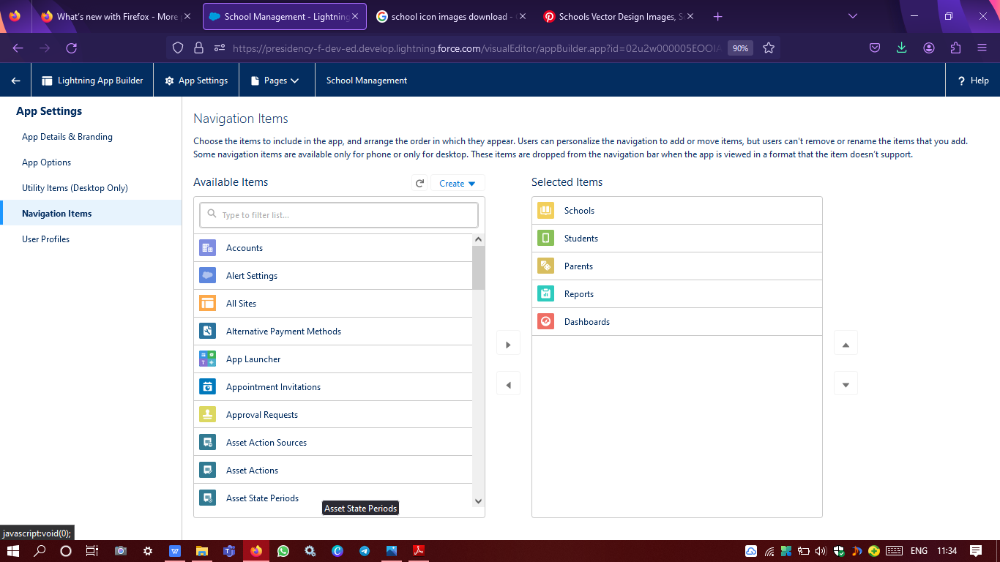 What's new with Firefox - More
School Management - Lightning
school icon images download -
Schools Vector Design Images, S
https://presidency-f-dev-ed.develop.lightning.force.com/visualEditor/appBuilder.app?id=02u2w000005EOOIA
90%
Lightning App Builder
App Settings
Pages
School Management
? Help
App Settings
App Details & Branding
App Options
Utility Items (Desktop Only)
Navigation Items
User Profiles
Navigation Items
Choose the items to include in the app, and arrange the order in which they appear. Users can personalize the navigation to add or move items, but users can't remove or rename the items that you add.
Some navigation items are available only for phone or only for desktop. These items are dropped from the navigation bar when the app is viewed in a format that the item doesn't support.
Available Items
Create
Type to filter list...
Accounts
Alert Settings
All Sites
Alternative Payment Methods
App Launcher
Appointment Invitations
Approval Requests
Asset Action Sources
Asset Actions
Asset State Periods
Asset State Periods
Selected Items
Schools
Students
Parents
Reports
Dashboards
javascript:void(0);
ENG
11:34